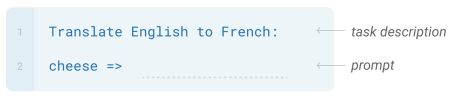 1 Translate English to French: task description
2 cheese => prompt